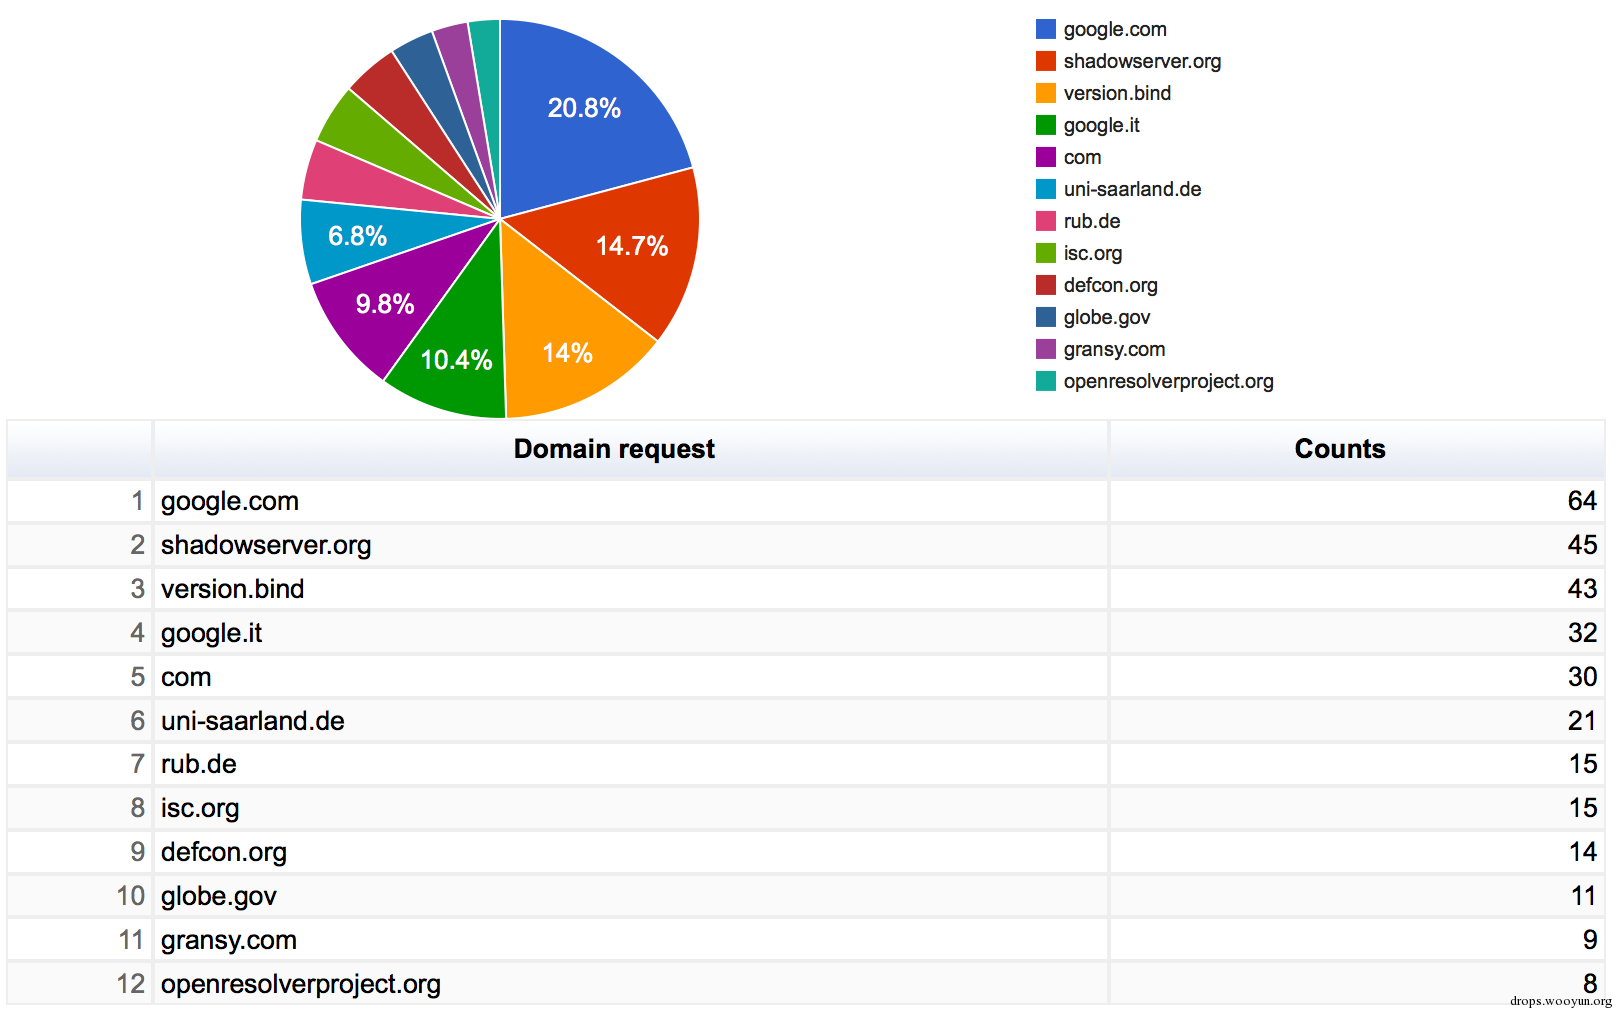 20.8%
14.7%
14%
10.4%
9.8%
6.8%
google.com
shadowserver.org
version.bind
google.it
com
uni-saarland.de
rub.de
isc.org
defcon.org
globe.gov
gransy.com
openresolverproject.org
Domain request Counts
1 google.com 64
2 shadowserver.org 45
3 version.bind 43
4 google.it 32
5 com 30
6 uni-saarland.de 21
7 rub.de 15
8 isc.org 15
9 defcon.org 14
10 globe.gov 11
11 gransy.com 9
12 openresolverproject.org 8
drops.wooyun.org